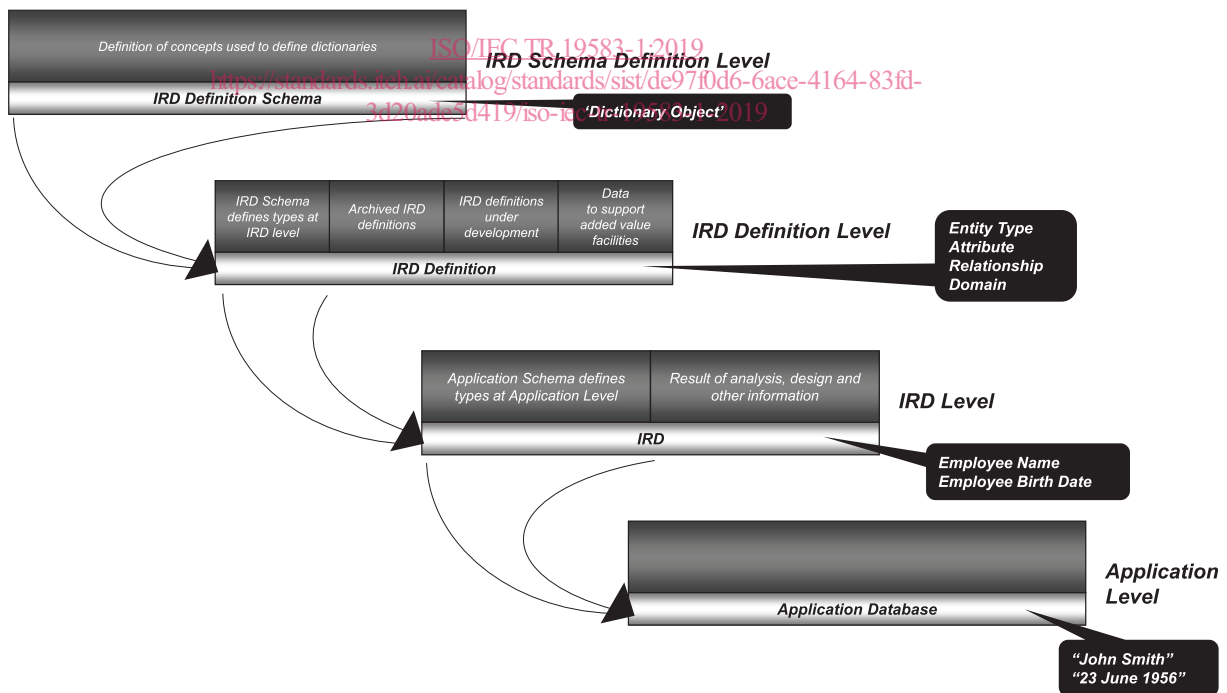 Definition of concepts used to define dictionaries
ISO/IEC TR 19583-1:2019
IRD Schema Definition Level
https://standards.iteh.ai/catalog/standards/sist/de97f0d6-6ace-4164-83fd-
IRD Definition Schema
3d20ade5d419/iso-iec-tr-19583-1-2019
‘Dictionary Object’
IRD Schema
defines types at
IRD level
Archived IRD
definitions
IRD definitions
under
development
Data
to support
added value
facilities
IRD Definition Level
IRD Definition
Entity Type
Attribute
Relationship
Domain
Application Schema defines
types at Application Level
Result of analysis, design and
other information
IRD Level
IRD
Employee Name
Employee Birth Date
Application
Level
Application Database
“John Smith”
“23 June 1956”